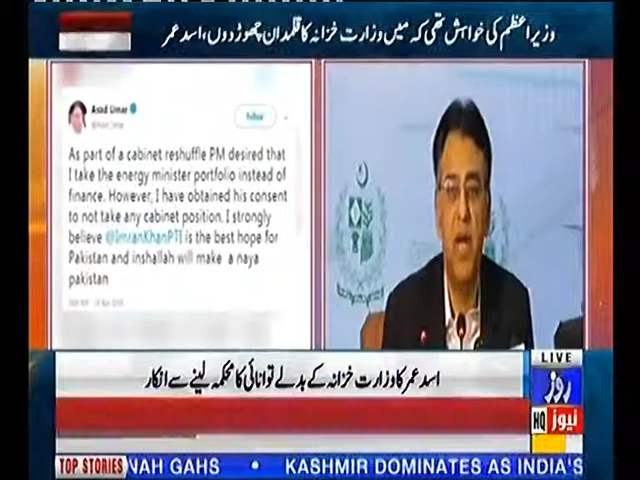 وزیراعظم کی خواہش تھی کہ میں وزارت خزانہ کا قلمدان چھوڑ دوں، اسد عمر
Asad Umar
@Asad_Umar
Follow
As part of a cabinet reshuffle PM desired that
I take the energy minister portfolio instead of
finance. However, I have obtained his consent
to not take any cabinet position. I strongly
believe @ImranKhanPTI is the best hope for
Pakistan and inshallah will make a naya
pakistan
اسد عمر کا وزارت خزانہ کے بدلے توانائی کا محکمہ لینے سے انکار
LIVE
روز
HQ نیوز
TOP STORIES NAH GAHS • KASHMIR DOMINATES AS INDIA'S